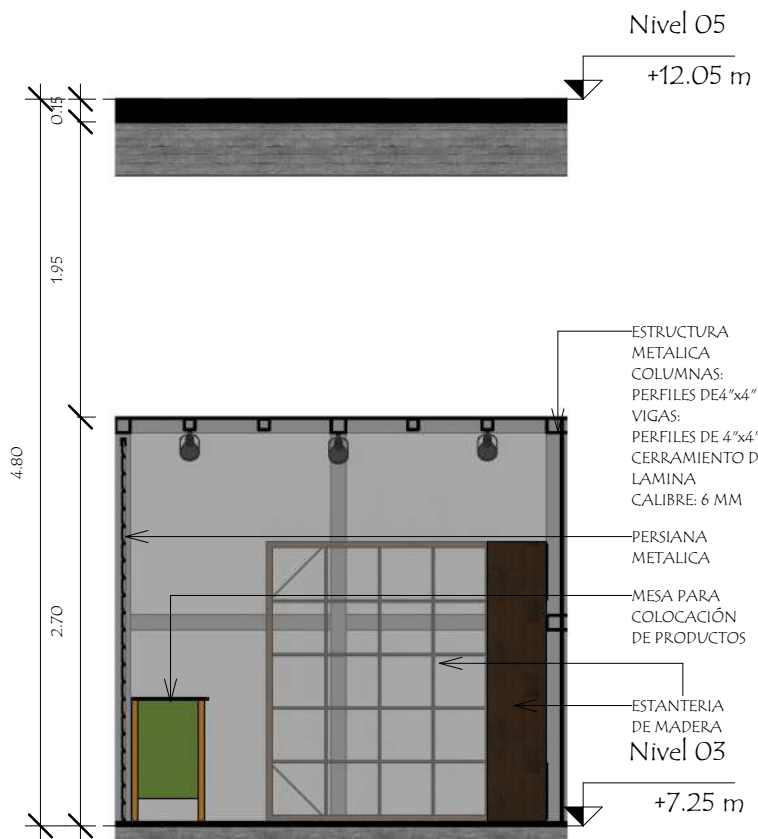 Nivel 05
+12.05 m
0.15
1.95
4.80
2.70
ESTRUCTURA
METALICA
COLUMNAS:
PERFILES DE4"x4"
VIGAS:
PERFILES DE 4"x4"
CERRAMIENTO D
LAMINA
CALIBRE: 6 MM
PERSIANA
METALICA
MESA PARA
COLOCACIÓN
DE PRODUCTOS
ESTANTERIA
DE MADERA
Nivel 03
+7.25 m